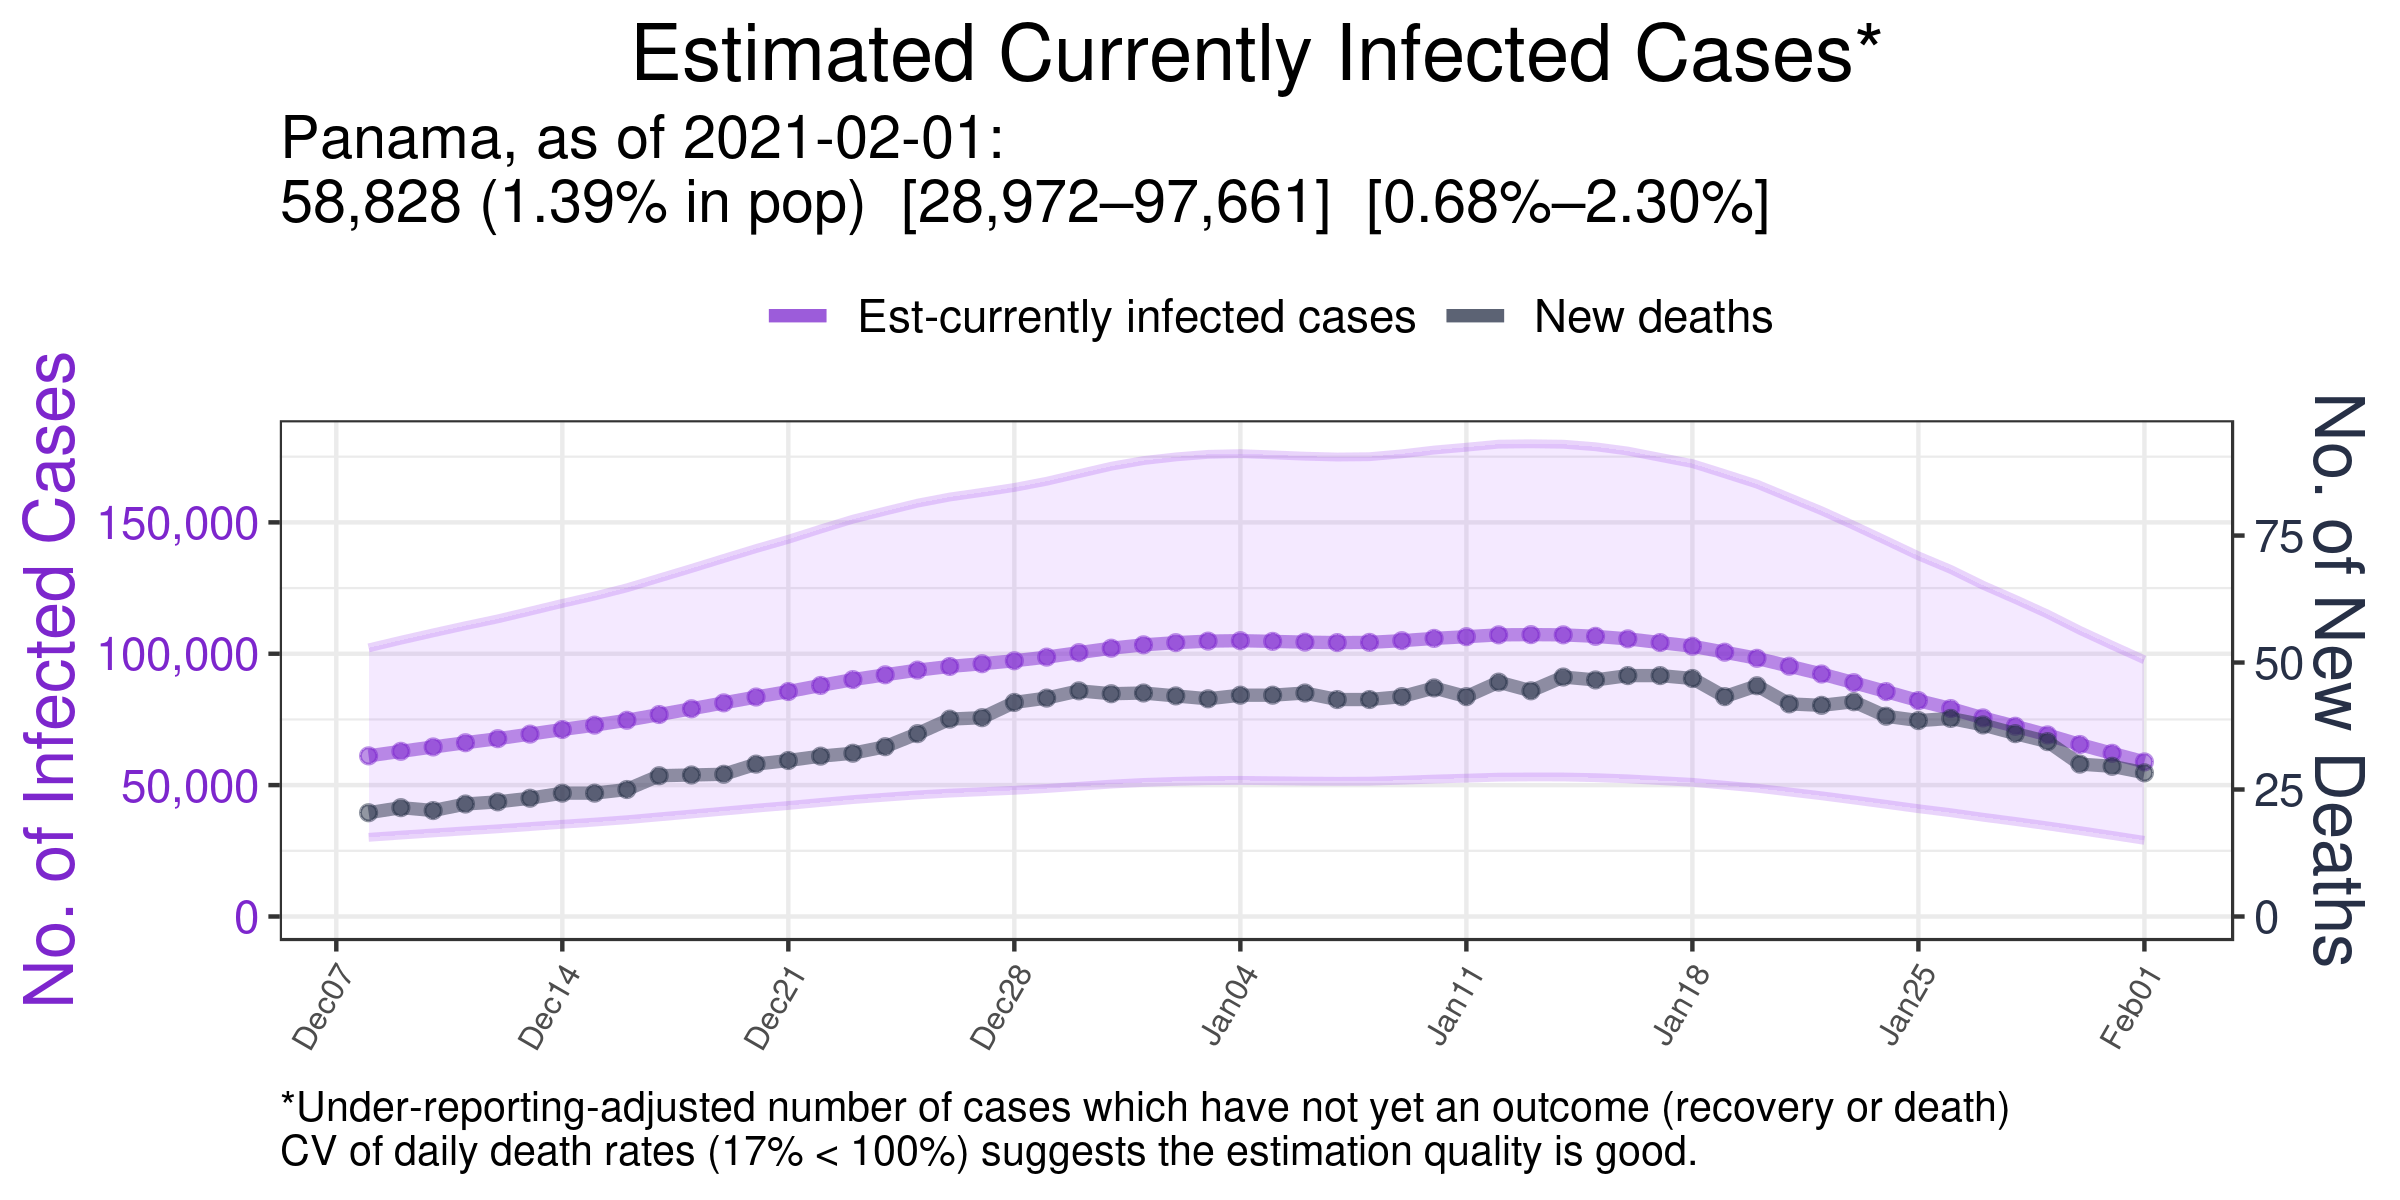 Estimated Currently Infected Cases*
Panama, as of 2021-02-01:
58,828 (1.39% in pop)  [28,972–97,661]  [0.68%–2.30%]
Est-currently infected cases
New deaths
No. of Infected Cases
150,000
100,000
50,000
0
No. of New Deaths
75
50
25
0
Dec07
Dec14
Dec21
Dec28
Jan04
Jan11
Jan18
Jan25
Feb01
*Under-reporting-adjusted number of cases which have not yet an outcome (recovery or death)
CV of daily death rates (17% < 100%) suggests the estimation quality is good.